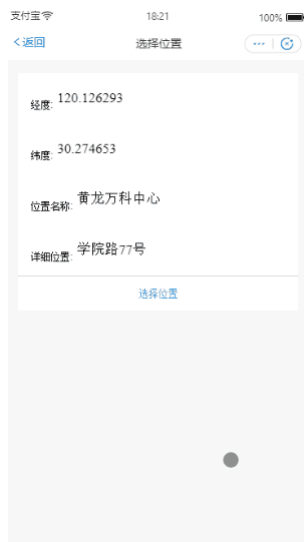 支付宝 18:21 100%
返回 选择位置
经度: 120.126293
纬度: 30.274653
位置名称: 黄龙万科中心
详细位置: 学院路77号
选择位置